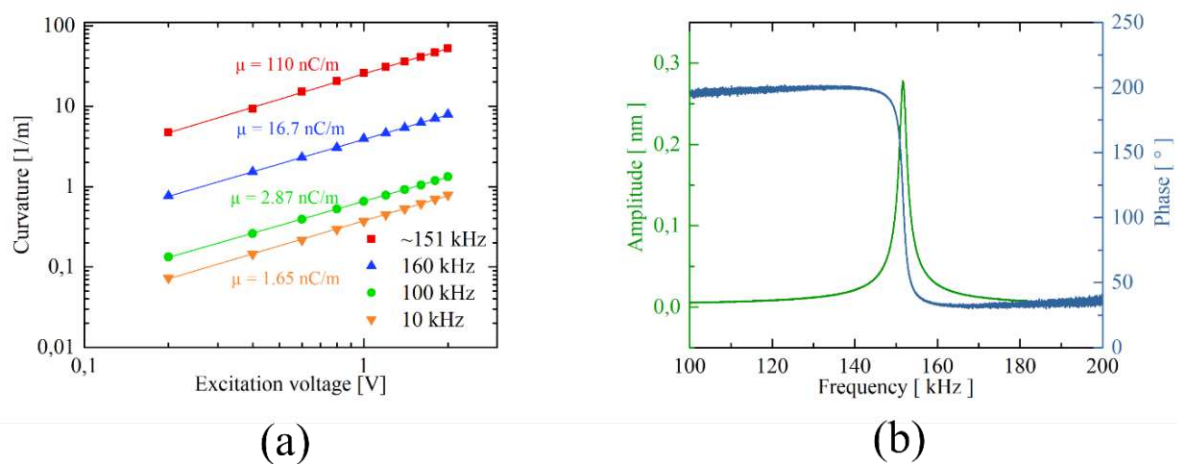 100
10
1
0,1
0,01
Curvature [1/m]
μ = 110 nC/m
μ = 16.7 nC/m
μ = 2.87 nC/m
μ = 1.65 nC/m
~151 kHz
160 kHz
100 kHz
10 kHz
0,1
1
Excitation voltage [V]
(a)
0,3
0,2
0,1
0,0
Amplitude [ nm ]
250
200
150
100
50
0
Phase [ ° ]
100 120 140 160 180 200
Frequency [ kHz ]
(b)